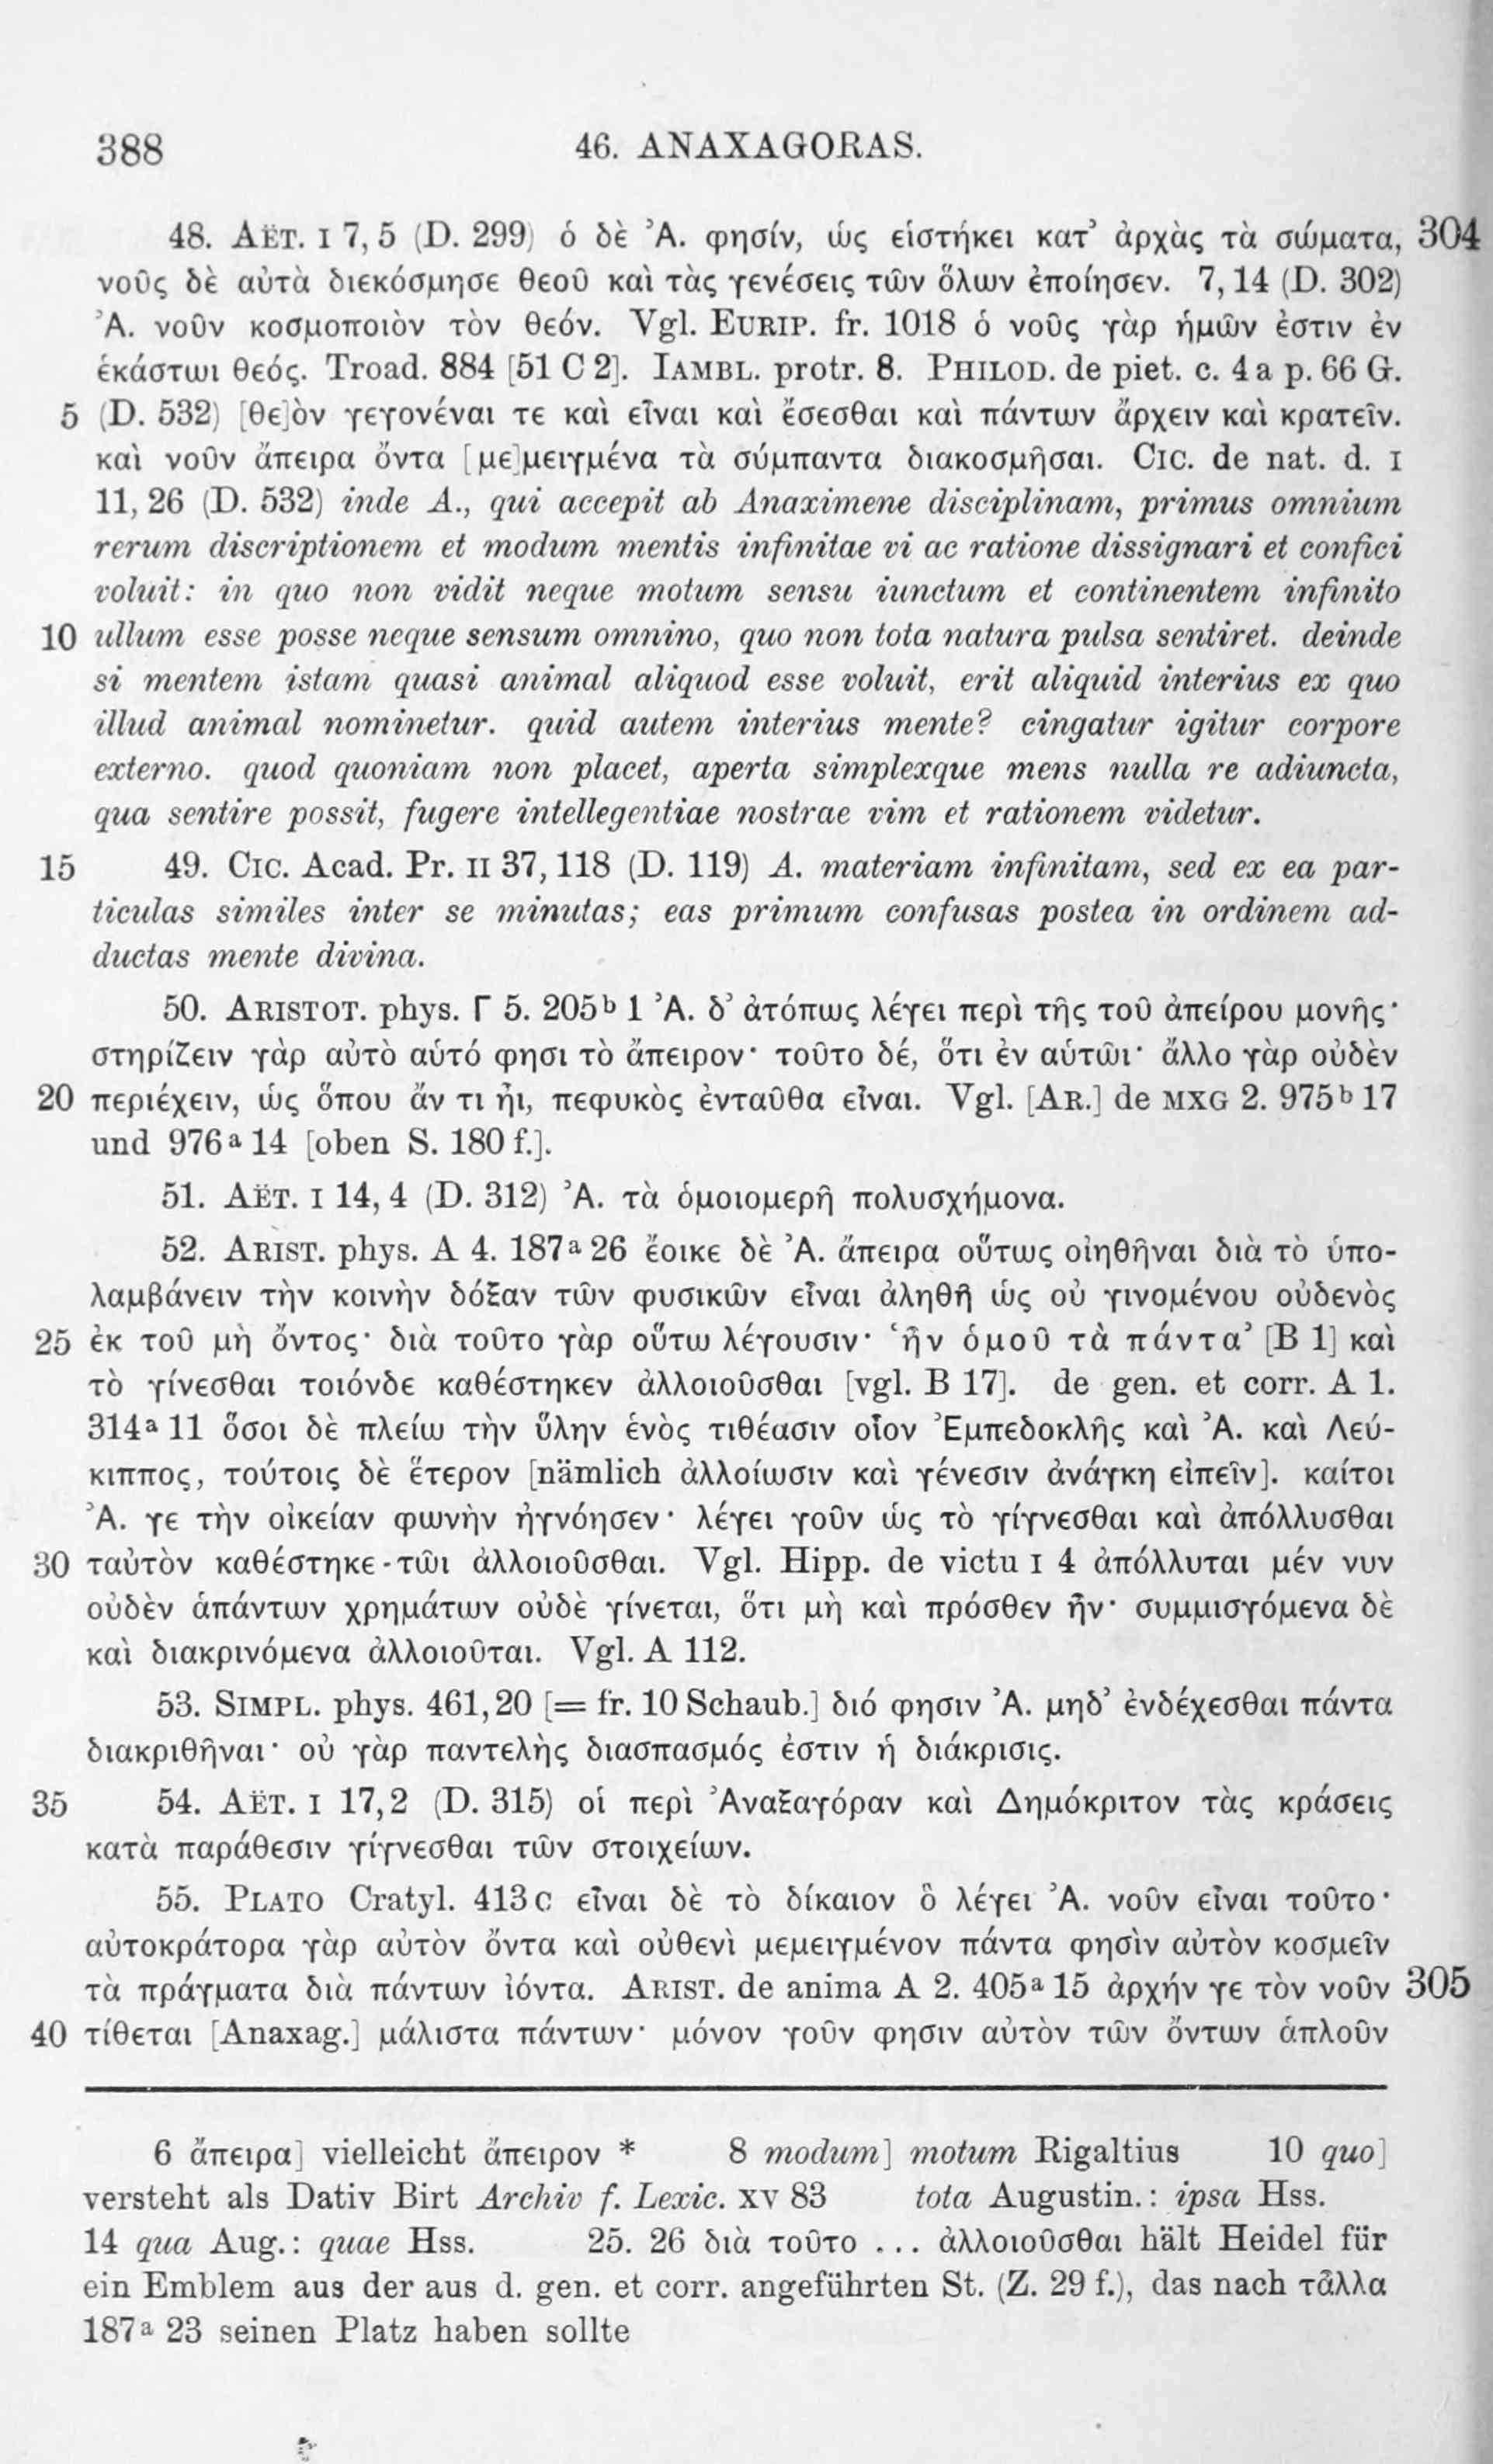 388 46. ANAXAGORAS.
48. AËT. I 7, 5 (D. 299) ὁ δὲ Ἀ. φησίν, ὡς εἱστήκει κατ’ ἀρχὰς τὰ σώματα, 304
νοῦς δὲ αὐτὰ διεκόσμησε θεοῦ καὶ τὰς γενέσεις τῶν ὅλων ἐποίησεν. 7, 14 (D. 302)
Ἀ. νοῦν κοσμοποιὸν τὸν θεόν. Vgl. EURIP. fr. 1018 ὁ νοῦς γὰρ ἡμῶν ἐστιν ἐν
ἑκάστωι θεός. Troad. 884 [51 C 2]. IAMBL. protr. 8. PHILOD. de piet. c. 4 a p. 66 G.
5 (D. 532) [θε]ὸν γεγονέναι τε καὶ εἶναι καὶ ἔσεσθαι καὶ πάντων ἄρχειν καὶ κρατεῖν.
καὶ νοῦν ἄπειρα ὄντα [με]μειγμένα τὰ σύμπαντα διακοσμῆσαι. CIC. de nat. d. I
11, 26 (D. 532) inde A., qui accepit ab Anaximene disciplinam, primus omnium
rerum discriptionem et modum mentis infinitae vi ac ratione dissignari et confici
voluit: in quo non vidit neque motum sensu iunctum et continentem infinito
10 ullum esse posse neque sensum omnino, quo non tota natura pulsa sentiret. deinde
si mentem istam quasi animal aliquod esse voluit, erit aliquid interius ex quo
illud animal nominetur. quid autem interius mente? cingatur igitur corpore
externo. quod quoniam non placet, aperta simplexque mens nulla re adiuncta,
qua sentire possit, fugere intellegentiae nostrae vim et rationem videtur.
15 49. CIC. Acad. Pr. II 37, 118 (D. 119) A. materiam infinitam, sed ex ea par-
ticulas similes inter se minutas; eas primum confusas postea in ordinem ad-
ductas mente divina.
50. ARISTOT. phys. Γ 5. 205ᵇ 1 Ἀ. δ’ ἀτόπως λέγει περὶ τῆς τοῦ ἀπείρου μονῆς·
στηρίζειν γὰρ αὐτὸ αὑτό φησι τὸ ἄπειρον· τοῦτο δέ, ὅτι ἐν αὑτῶι· ἄλλο γὰρ οὐδὲν
20 περιέχειν, ὡς ὅπου ἄν τι ἦι, πεφυκὸς ἐνταῦθα εἶναι. Vgl. [AR.] de MXG 2. 975ᵇ 17
und 976ᵃ 14 [oben S. 180 f.].
51. AËT. I 14, 4 (D. 312) Ἀ. τὰ ὁμοιομερῆ πολυσχήμονα.
52. ARIST. phys. A 4. 187ᵃ 26 ἔοικε δὲ Ἀ. ἄπειρα οὕτως οἰηθῆναι διὰ τὸ ὑπο-
λαμβάνειν τὴν κοινὴν δόξαν τῶν φυσικῶν εἶναι ἀληθῆ ὡς οὐ γινομένου οὐδενὸς
25 ἐκ τοῦ μὴ ὄντος· διὰ τοῦτο γὰρ οὕτω λέγουσιν· ‘ἦν ὁμοῦ τὰ πάντα’ [B 1] καὶ
τὸ γίνεσθαι τοιόνδε καθέστηκεν ἀλλοιοῦσθαι [vgl. B 17]. de gen. et corr. A 1.
314ᵃ 11 ὅσοι δὲ πλείω τὴν ὕλην ἑνὸς τιθέασιν οἷον Ἐμπεδοκλῆς καὶ Ἀ. καὶ Λεύ-
κιππος, τούτοις δὲ ἕτερον [nämlich ἀλλοίωσιν καὶ γένεσιν ἀνάγκη εἰπεῖν]. καίτοι
Ἀ. γε τὴν οἰκείαν φωνὴν ἠγνόησεν· λέγει γοῦν ὡς τὸ γίγνεσθαι καὶ ἀπόλλυσθαι
30 ταὐτὸν καθέστηκε τῶι ἀλλοιοῦσθαι. Vgl. Hipp. de victu I 4 ἀπόλλυται μέν νυν
οὐδὲν ἁπάντων χρημάτων οὐδὲ γίνεται, ὅτι μὴ καὶ πρόσθεν ἦν· συμμισγόμενα δὲ
καὶ διακρινόμενα ἀλλοιοῦται. Vgl. A 112.
53. SIMPL. phys. 461, 20 [= fr. 10 Schaub.] διό φησιν Ἀ. μηδ’ ἐνδέχεσθαι πάντα
διακριθῆναι· οὐ γὰρ παντελὴς διασπασμός ἐστιν ἡ διάκρισις.
35 54. AËT. I 17, 2 (D. 315) οἱ περὶ Ἀναξαγόραν καὶ Δημόκριτον τὰς κράσεις
κατὰ παράθεσιν γίγνεσθαι τῶν στοιχείων.
55. PLATO Cratyl. 413 C εἶναι δὲ τὸ δίκαιον ὃ λέγει Ἀ. νοῦν εἶναι τοῦτο·
αὐτοκράτορα γὰρ αὐτὸν ὄντα καὶ οὐθενὶ μεμειγμένον πάντα φησὶν αὐτὸν κοσμεῖν
τὰ πράγματα διὰ πάντων ἰόντα. ARIST. de anima A 2. 405ᵃ 15 ἀρχήν γε τὸν νοῦν 305
40 τίθεται [Anaxag.] μάλιστα πάντων· μόνον γοῦν φησιν αὐτὸν τῶν ὄντων ἁπλοῦν
6 ἄπειρα] vielleicht ἄπειρον * 8 modum] motum Rigaltius 10 quo]
versteht als Dativ Birt Archiv f. Lexic. XV 83 tota Augustin.: ipsa Hss.
14 qua Aug.: quae Hss. 25. 26 διὰ τοῦτο ... ἀλλοιοῦσθαι hält Heidel für
ein Emblem aus der aus d. gen. et corr. angeführten St. (Z. 29 f.), das nach τἆλλα
187ᵃ 23 seinen Platz haben sollte